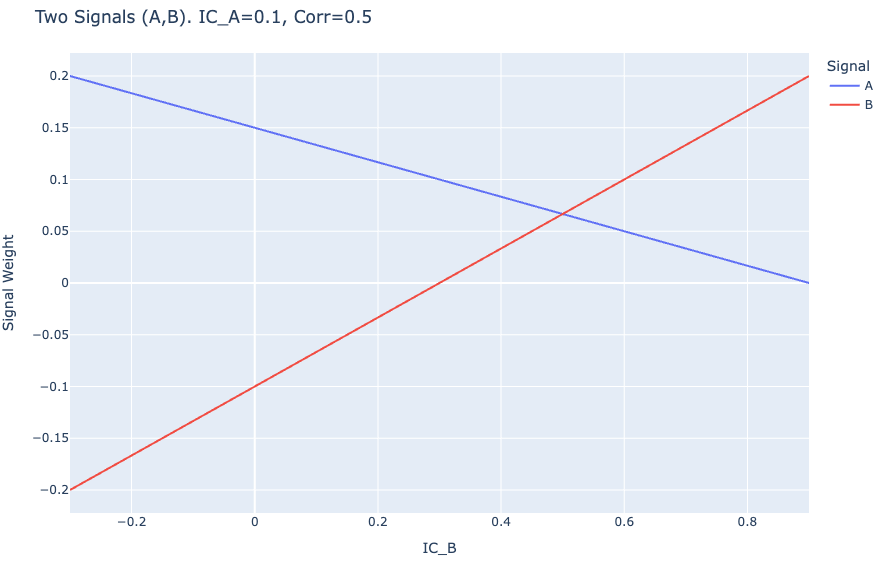 Two Signals (A,B). IC_A=0.1, Corr=0.5
Signal
A
B
Signal Weight
0.2
0.15
0.1
0.05
0
−0.05
−0.1
−0.15
−0.2
−0.2
0
0.2
0.4
0.6
0.8
IC_B